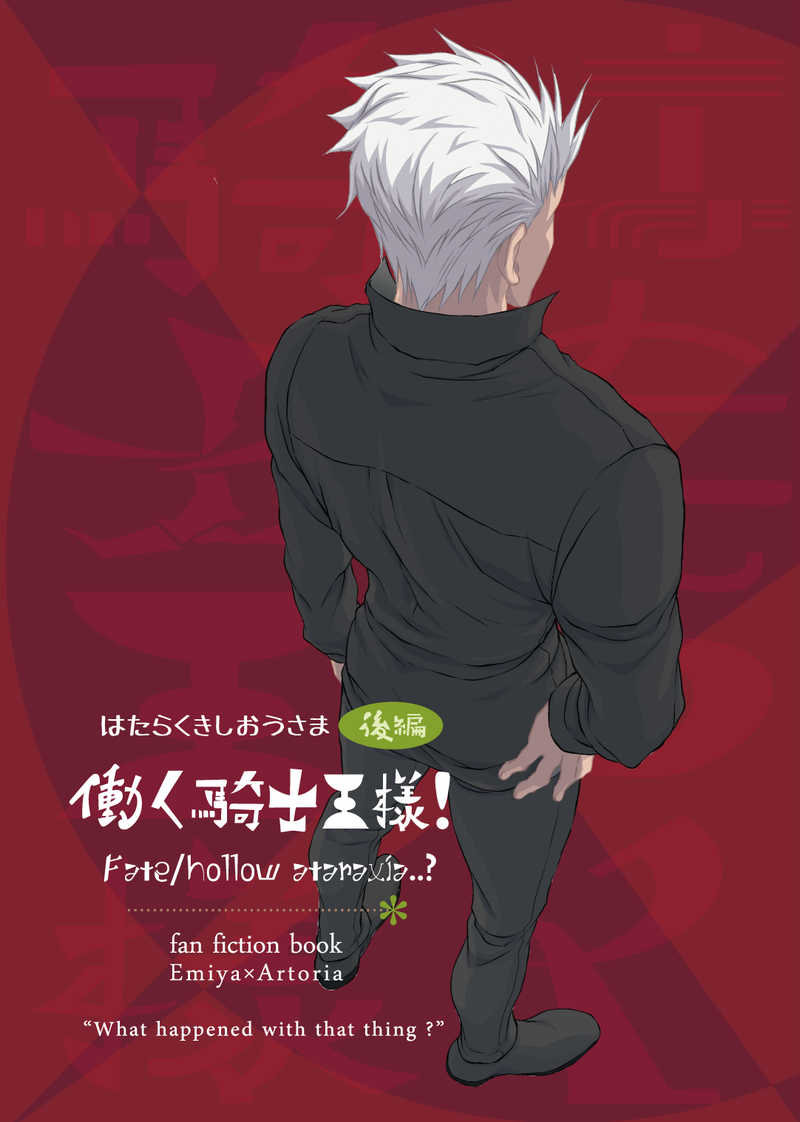 はたらくきしおうさま 後編
働く騎士王様!
Fate/hollow ataraxia..?
fan fiction book
Emiya×Artoria
“What happened with that thing ?”